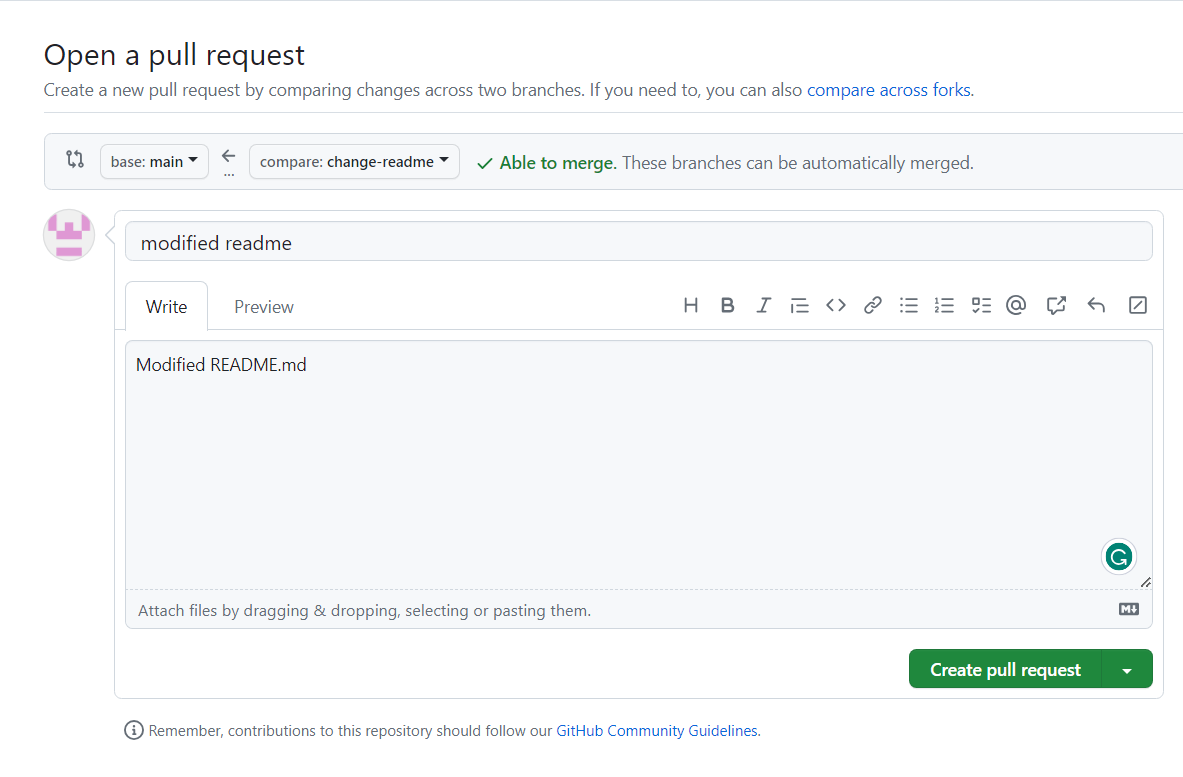 Open a pull request
Create a new pull request by comparing changes across two branches. If you need to, you can also compare across forks.
base: main ... compare: change-readme Able to merge. These branches can be automatically merged.
modified readme
Write Preview
Modified README.md
Attach files by dragging & dropping, selecting or pasting them.
Create pull request
Remember, contributions to this repository should follow our GitHub Community Guidelines.